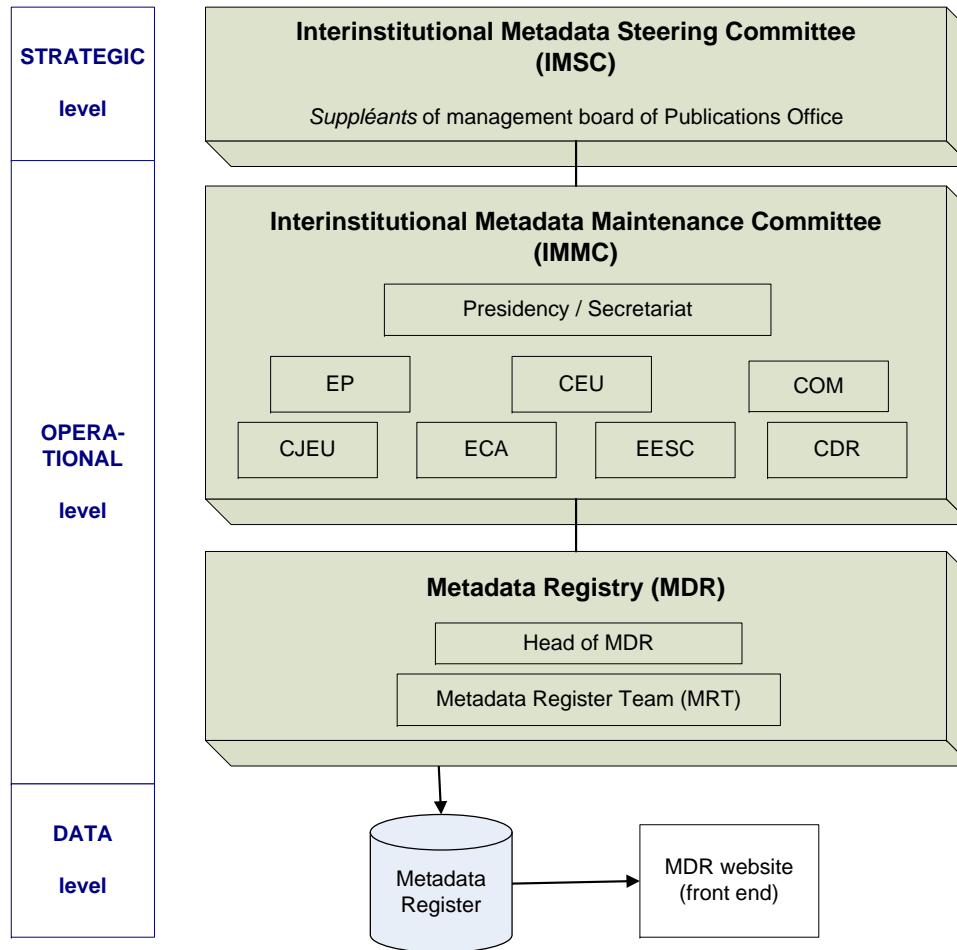 STRATEGIC
level
Interinstitutional Metadata Steering Committee
(IMSC)
Suppléants of management board of Publications Office
OPERA-
TIONAL
level
Interinstitutional Metadata Maintenance Committee
(IMMC)
Presidency / Secretariat
EP
CEU
COM
CJEU
ECA
EESC
CDR
Metadata Registry (MDR)
Head of MDR
Metadata Register Team (MRT)
DATA
level
Metadata
Register
MDR website
(front end)